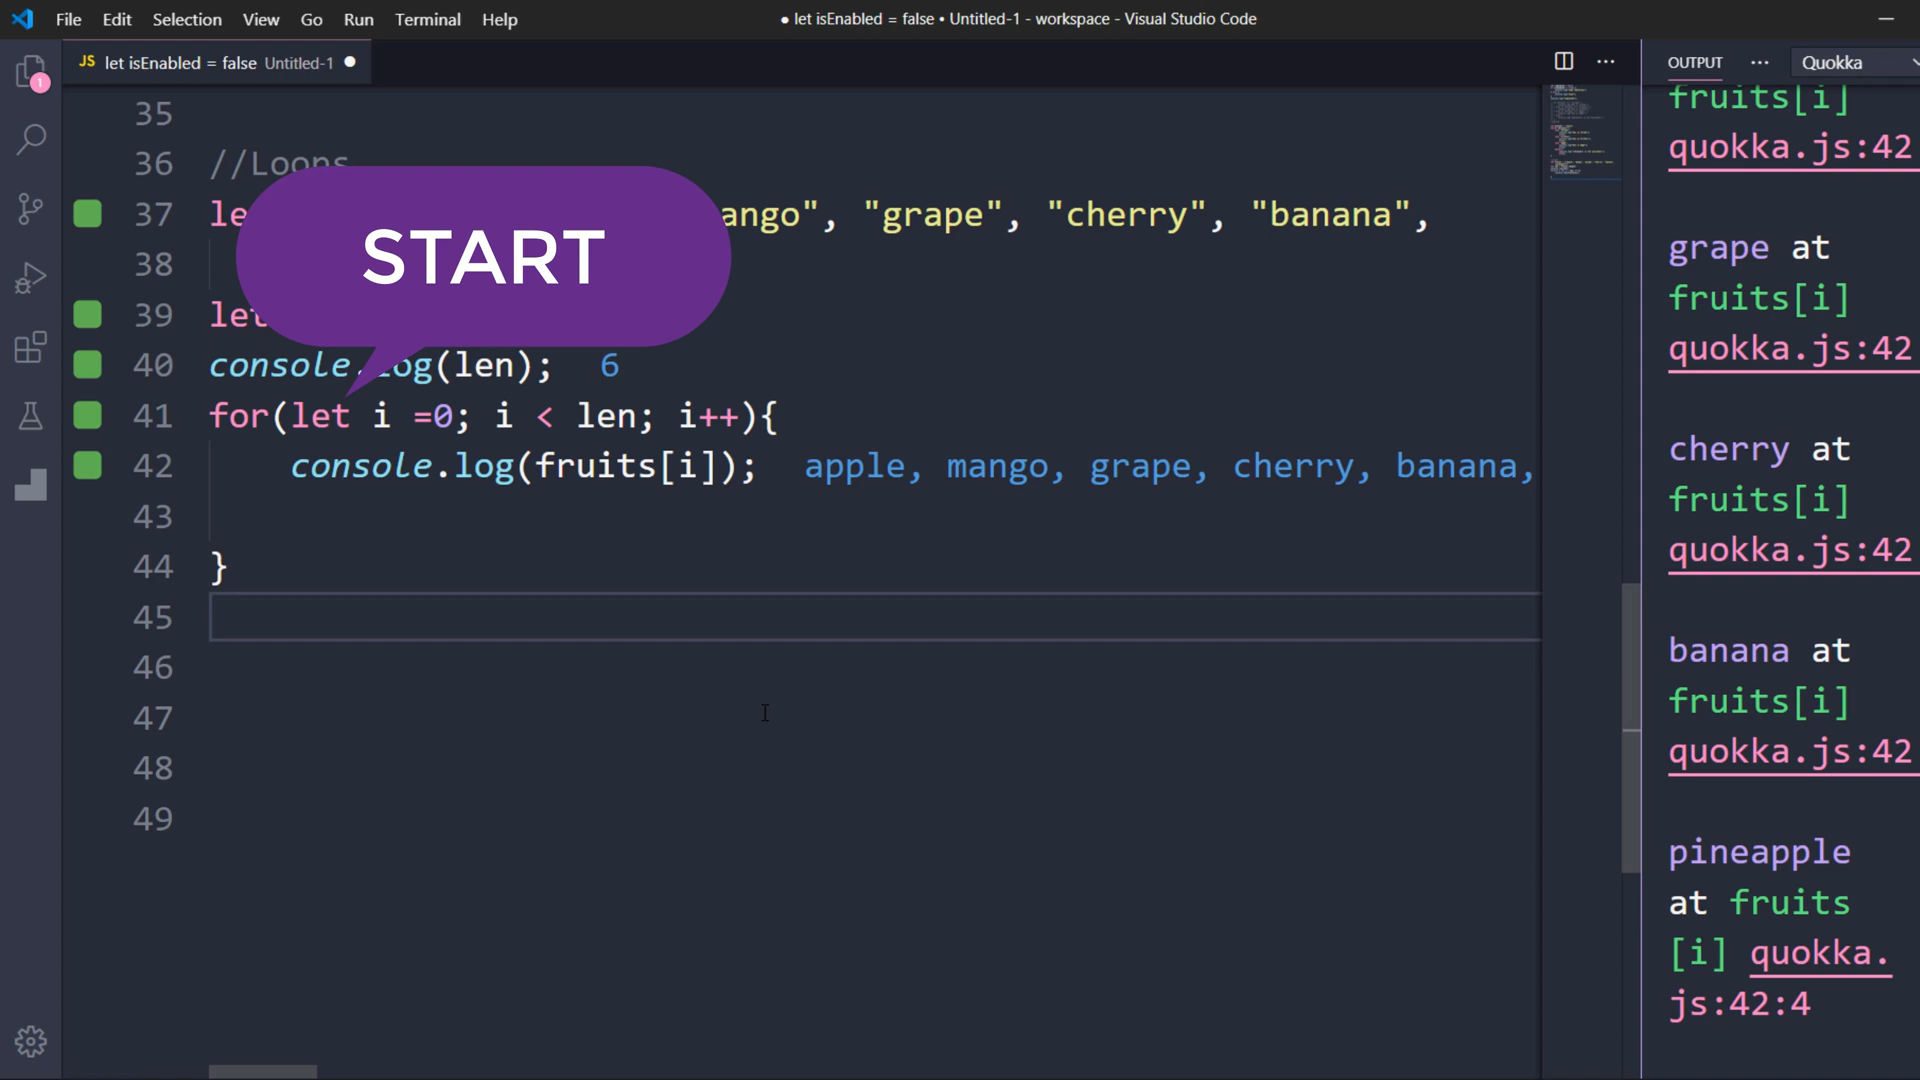 File Edit Selection View Go Run Terminal Help
● let isEnabled = false • Untitled-1 - workspace - Visual Studio Code
JS let isEnabled = false Untitled-1 ●
OUTPUT ··· Quokka
1
35
36 //Loops
START
37 le ango", "grape", "cherry", "banana",
38
39 let
40 console.log(len); 6
41 for(let i =0; i < len; i++){
42 console.log(fruits[i]); apple, mango, grape, cherry, banana,
43
44 }
45
46
47
48
49
fruits[i]
quokka.js:42
grape at
fruits[i]
quokka.js:42
cherry at
fruits[i]
quokka.js:42
banana at
fruits[i]
quokka.js:42
pineapple
at fruits
[i] quokka.
js:42:4